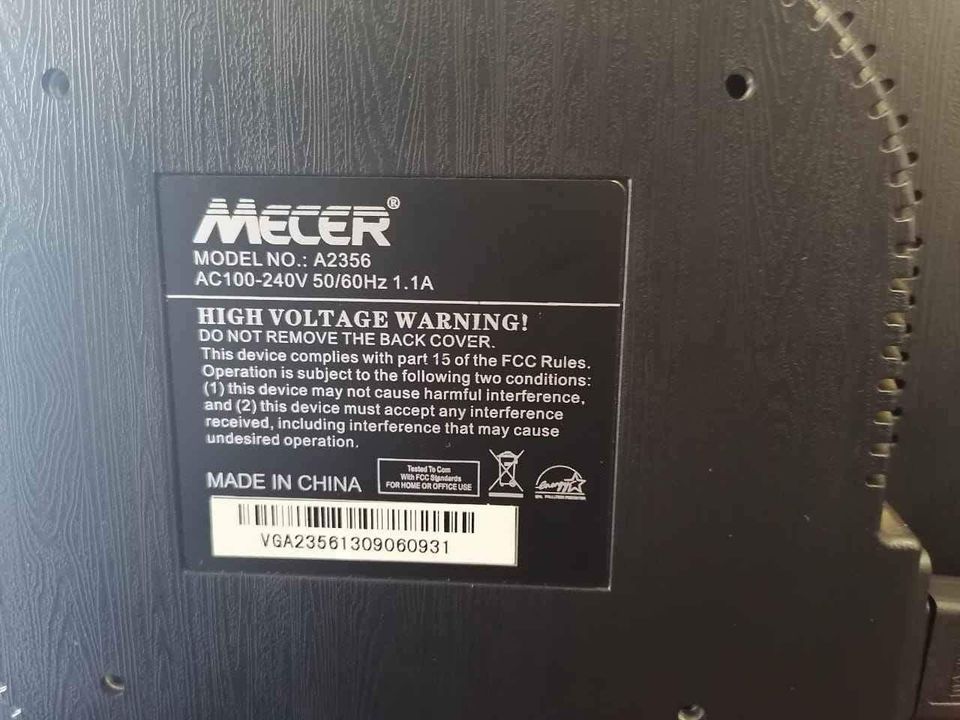 MECER®
MODEL NO.: A2356
AC100-240V 50/60Hz 1.1A
HIGH VOLTAGE WARNING!
DO NOT REMOVE THE BACK COVER.
This device complies with part 15 of the FCC Rules.
Operation is subject to the following two conditions:
(1) this device may not cause harmful interference,
and (2) this device must accept any interference
received, including interference that may cause
undesired operation.
MADE IN CHINA
Tested To Com
With FCC Standards
FOR HOME OR OFFICE USE
energy
EPA POLLUTION PREVENTER
VGA23561309060931